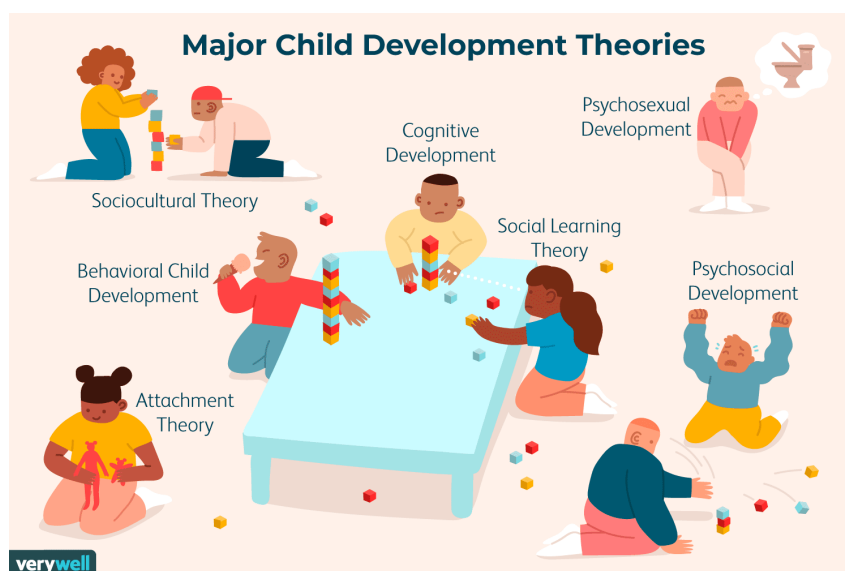 Major Child Development Theories
Psychosexual
Development
Cognitive
Development
Sociocultural Theory
Social Learning
Theory
Behavioral Child
Development
Psychosocial
Development
Attachment
Theory
verywell